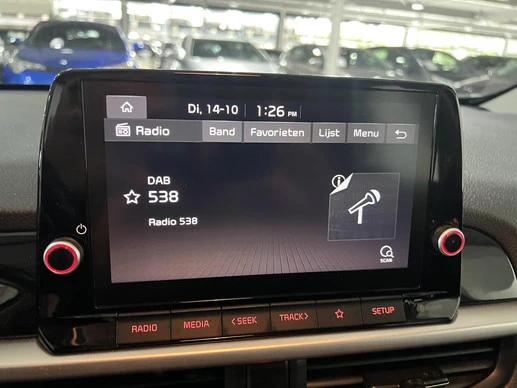 Di, 14-10 1:26 PM
Radio Band Favorieten Lijst Menu
DAB
538
Radio 538
SCAN
RADIO MEDIA < SEEK TRACK > SETUP